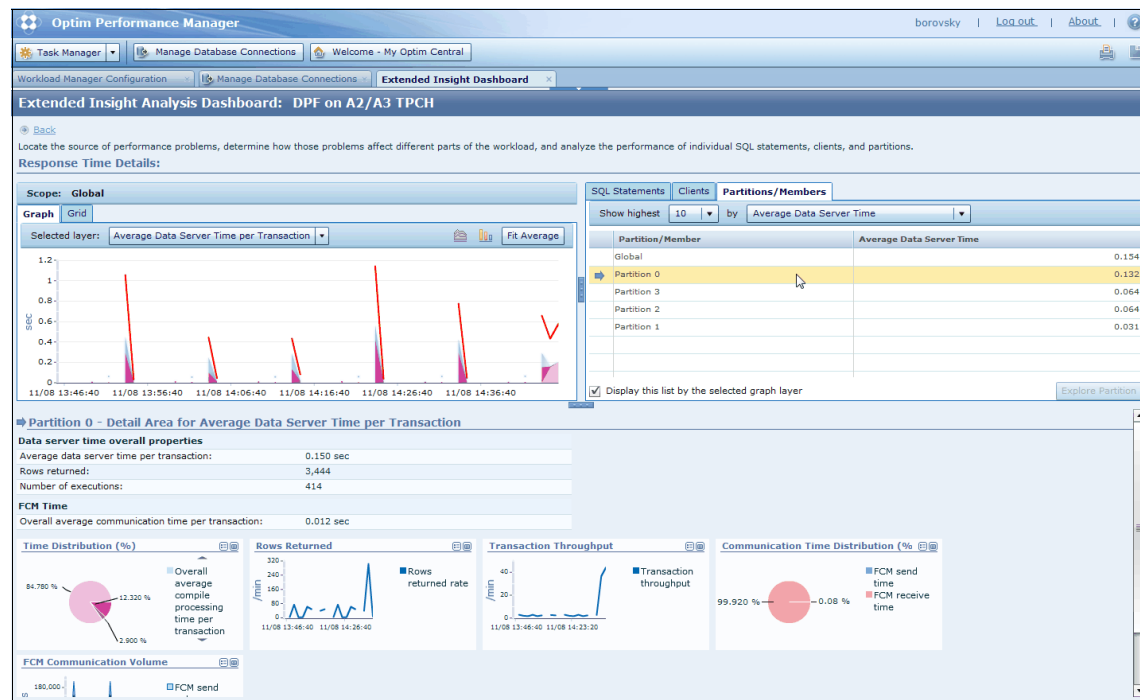 Optim Performance Manager
borovsky | Log out | About | ?
Task Manager Manage Database Connections Welcome - My Optim Central
Workload Manager Configuration × Manage Database Connections × Extended Insight Dashboard ×
Extended Insight Analysis Dashboard: DPF on A2/A3 TPCH
Back
Locate the source of performance problems, determine how those problems affect different parts of the workload, and analyze the performance of individual SQL statements, clients, and partitions.
Response Time Details:
Scope: Global
Graph Grid
Selected layer: Average Data Server Time per Transaction Fit Average
1.2
1
0.8
0.6
0.4
0.2
0
sec
11/08 13:46:40 11/08 13:56:40 11/08 14:06:40 11/08 14:16:40 11/08 14:26:40 11/08 14:36:40
SQL Statements Clients Partitions/Members
Show highest 10 by Average Data Server Time
Partition/Member Average Data Server Time
Global 0.154
Partition 0 0.132
Partition 3 0.064
Partition 2 0.064
Partition 1 0.031
Display this list by the selected graph layer Explore Partition
Partition 0 - Detail Area for Average Data Server Time per Transaction
Data server time overall properties
Average data server time per transaction: 0.150 sec
Rows returned: 3,444
Number of executions: 414
FCM Time
Overall average communication time per transaction: 0.012 sec
Time Distribution (%)
84.780 %
12.320 %
2.900 %
Overall
average
compile
processing
time per
transaction
Rows Returned
320
240
160
80
0
/min
11/08 13:46:40 11/08 14:26:40
Rows
returned rate
Transaction Throughput
40
20
0
/min
11/08 13:46:40 11/08 14:23:20
Transaction
throughput
Communication Time Distribution (%
99.920 %
0.08 %
FCM send
time
FCM receive
time
FCM Communication Volume
180,000
FCM send